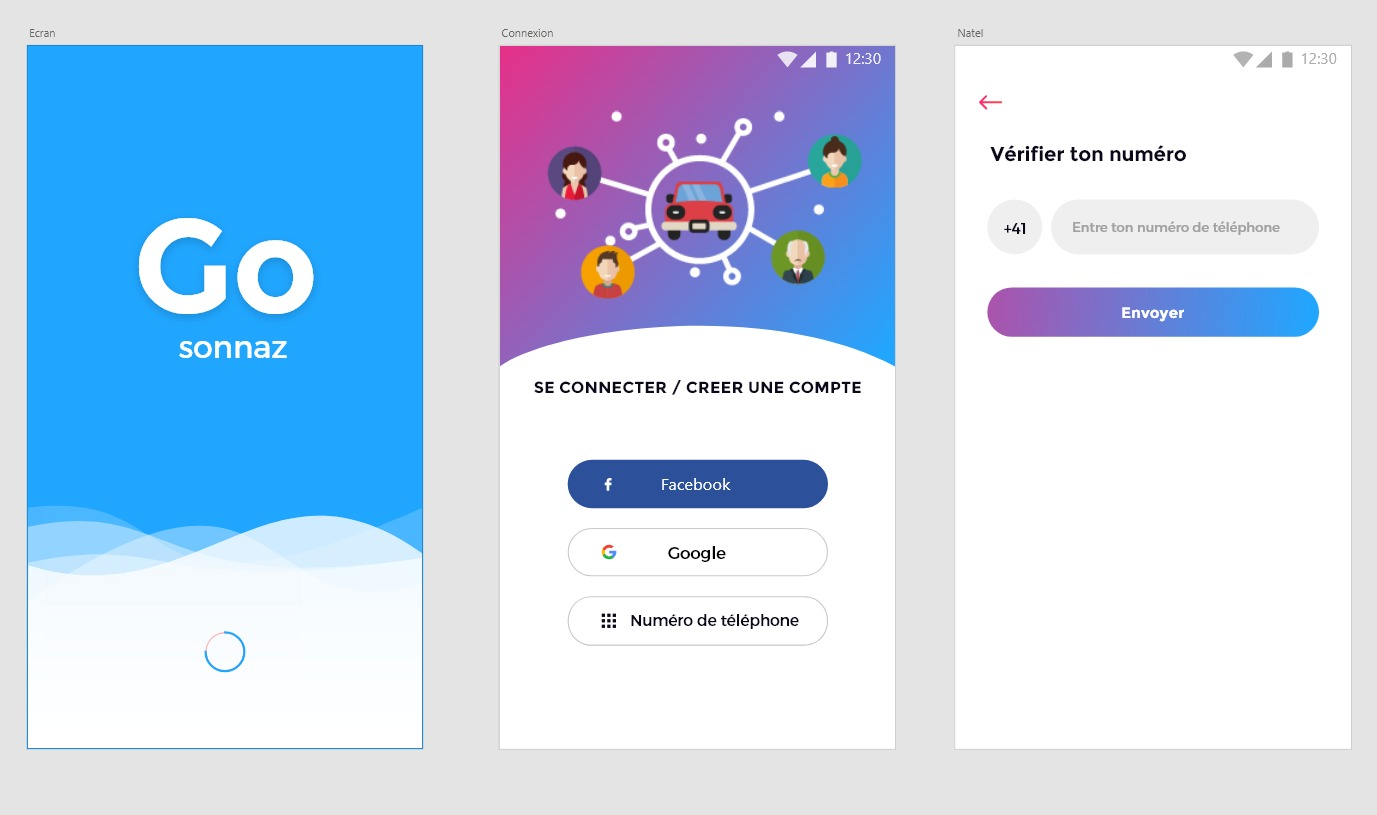 Ecran
Go
sonnaz
Connexion
12:30
SE CONNECTER / CREER UNE COMPTE
f Facebook
G Google
Numéro de téléphone
Natel
12:30
Vérifier ton numéro
+41
Entre ton numéro de téléphone
Envoyer